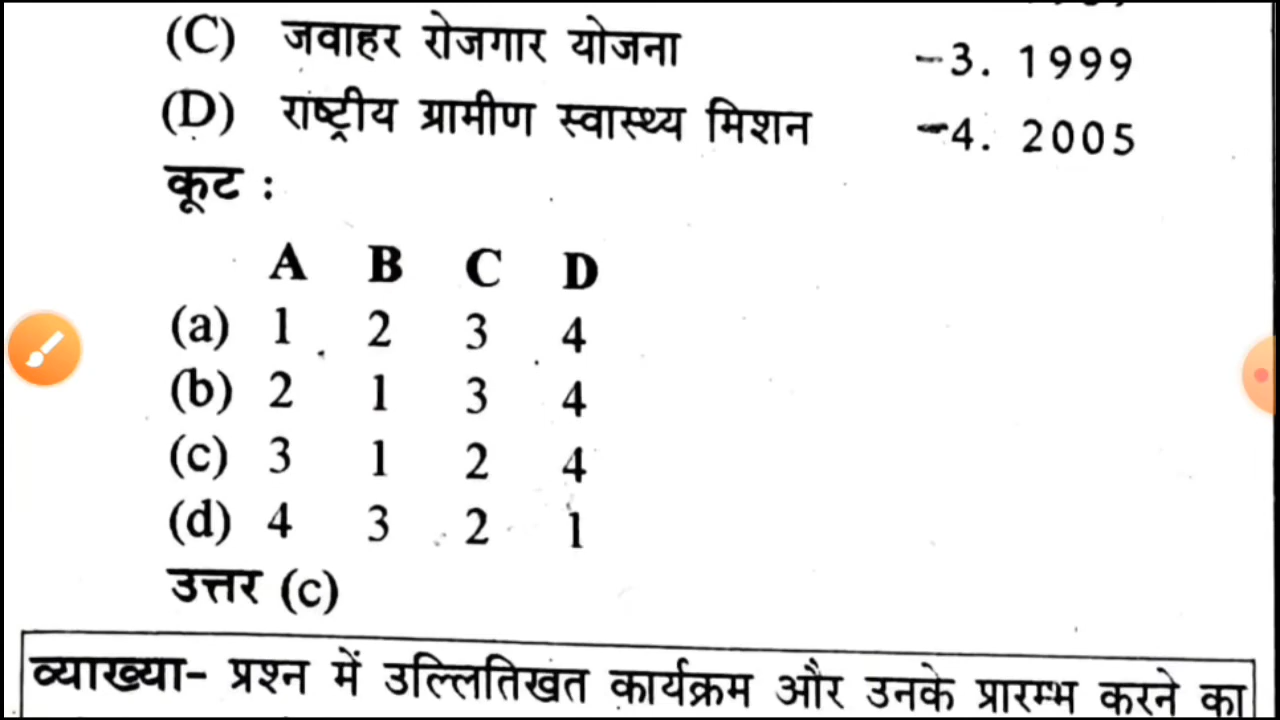 (C) जवाहर रोजगार योजना -3. 1999
(D) राष्ट्रीय ग्रामीण स्वास्थ्य मिशन -4. 2005
कूट :
A B C D
(a) 1 2 3 4
(b) 2 1 3 4
(c) 3 1 2 4
(d) 4 3 2 1
उत्तर (c)
व्याख्या- प्रश्न में उल्लितिखंत कार्यक्रम और उनके प्रारम्भ करने का